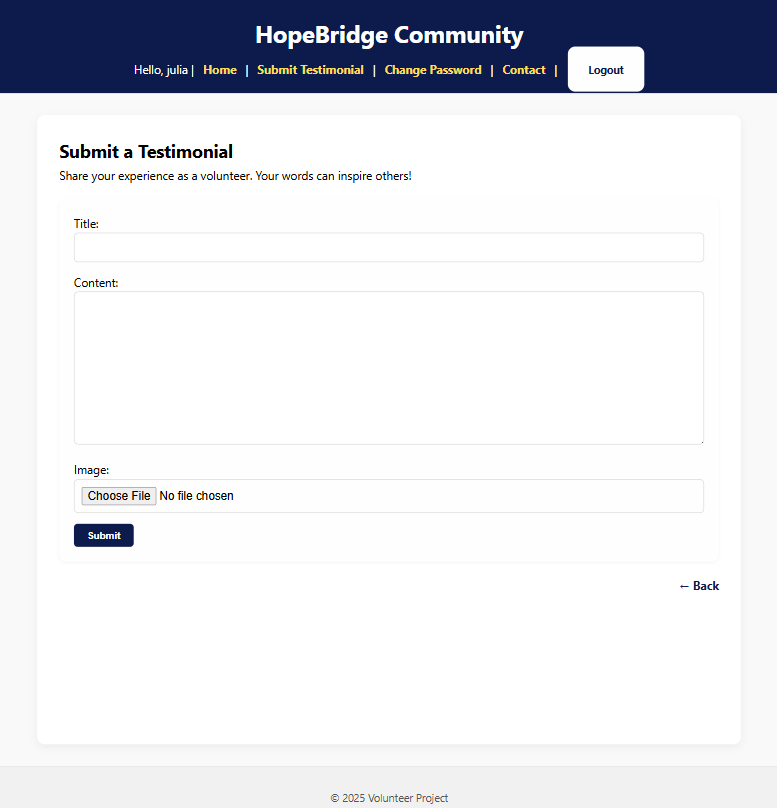 HopeBridge Community
Hello, julia | Home | Submit Testimonial | Change Password | Contact | Logout
Submit a Testimonial
Share your experience as a volunteer. Your words can inspire others!
Title:
Content:
Image:
Choose File No file chosen
Submit
← Back
© 2025 Volunteer Project